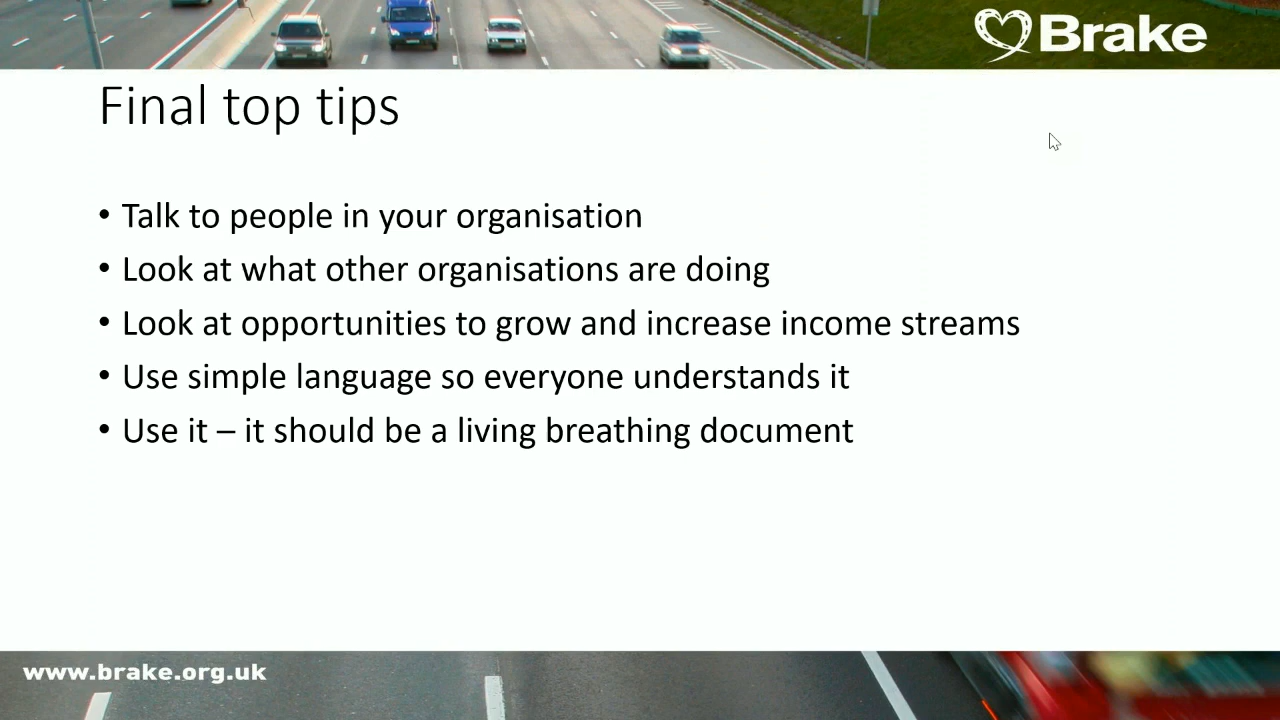 Brake
Final top tips
• Talk to people in your organisation
• Look at what other organisations are doing
• Look at opportunities to grow and increase income streams
• Use simple language so everyone understands it
• Use it – it should be a living breathing document
www.brake.org.uk